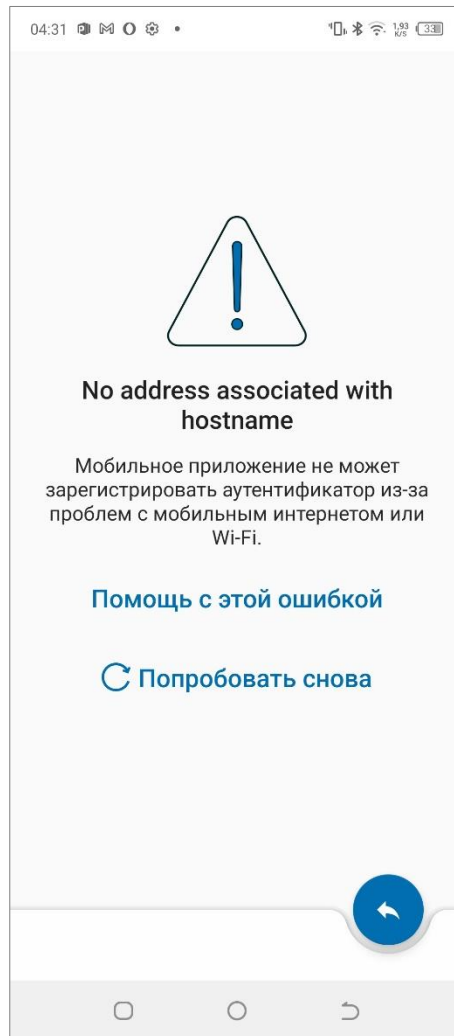 04:31
1,93
K/S
33
No address associated with
hostname
Мобильное приложение не может
зарегистрировать аутентификатор из-за
проблем с мобильным интернетом или
Wi-Fi.
Помощь с этой ошибкой
Попробовать снова